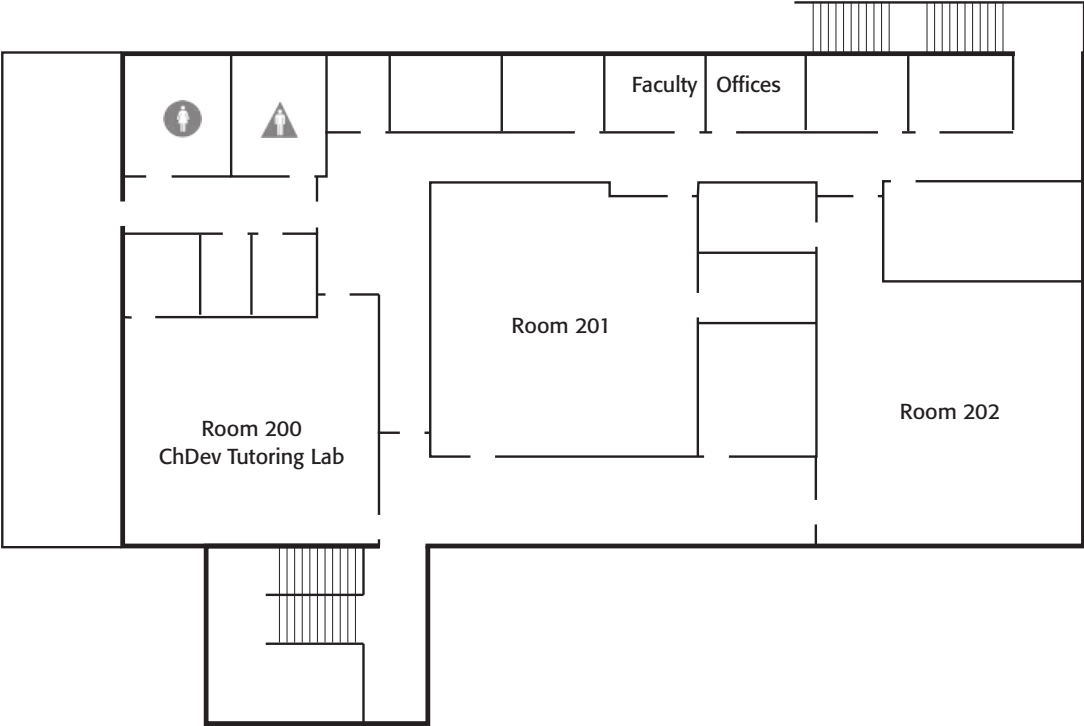 Faculty Offices
Room 201
Room 202
Room 200
ChDev Tutoring Lab